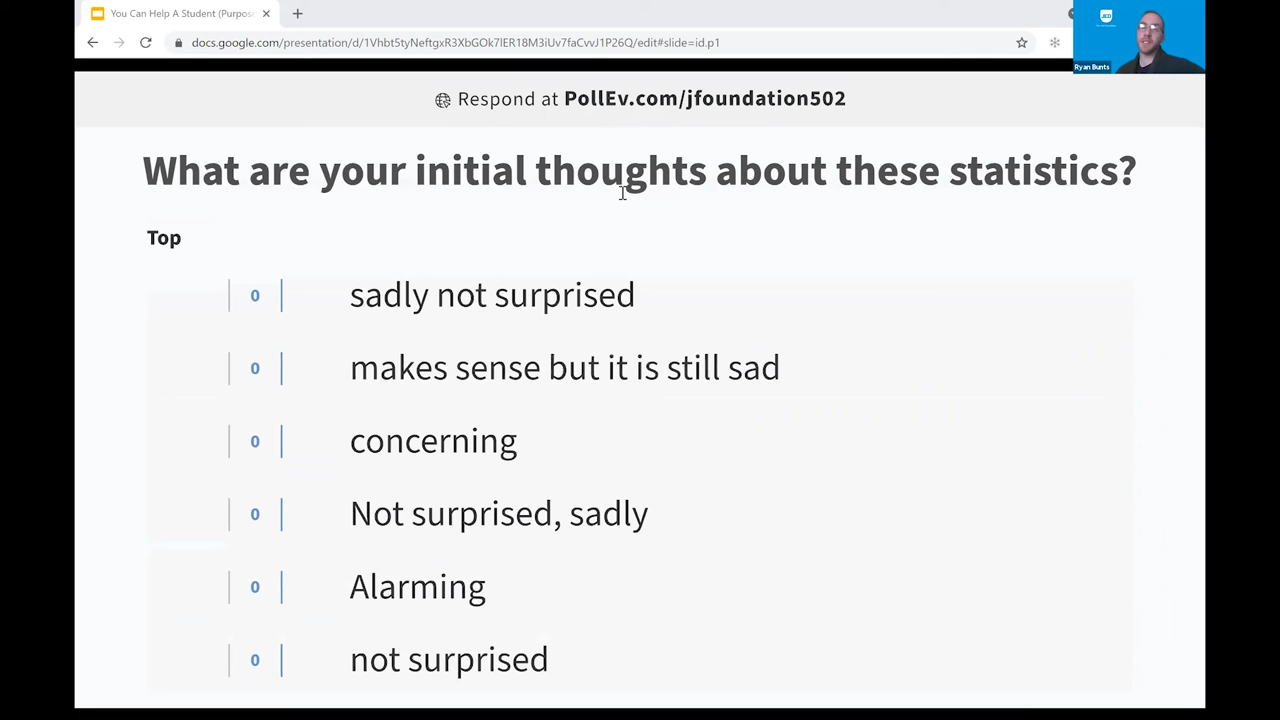 You Can Help A Student (Purpos
docs.google.com/presentation/d/1Vhbt5tyNeftgxR3XbGOk7lER18M3iUv7faCvvJ1P26Q/edit#slide=id.p1
JED
Ryan Bunts
Respond at PollEv.com/jfoundation502
What are your initial thoughts about these statistics?
Top
0 sadly not surprised
0 makes sense but it is still sad
0 concerning
0 Not surprised, sadly
0 Alarming
0 not surprised